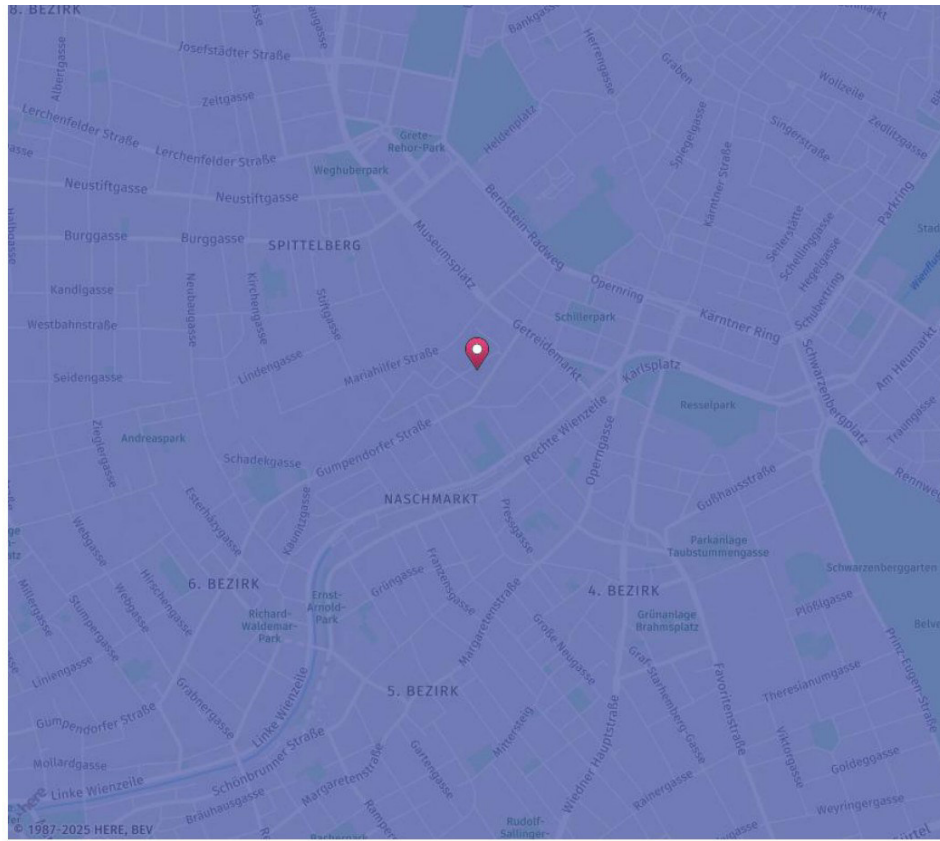 8. BEZIRK
Bankgasse
Josefstädter Straße
Herrengasse
Graben
Albertgasse
Zeltgasse
Wollzeile
Lerchenfelder Straße
Zedlitzgasse
Singerstraße
Grete-
Rehor-Park
Heldenplatz
Spiegelgasse
Lerchenfelder Straße
Weghuberpark
Neustiftgasse
Neustiftgasse
Kärntner Straße
Parkring
Bernstein-Radweg
Seilerstätte
Schellinggasse
Hegelgasse
Burggasse
Burggasse
SPITTELBERG
Museumsplatz
Kandlgasse
Neubaugasse
Kirchengasse
Stiftgasse
Opernring
Schubertring
Westbahnstraße
Schillerpark
Kärntner Ring
Getreidemarkt
Am Heumarkt
Mariahilfer Straße
Lindengasse
Karlsplatz
Schwarzenbergplatz
Seidengasse
Resselpark
Traungasse
Zieglergasse
Andreaspark
Gumpendorfer Straße
Rechte Wienzeile
Operngasse
Schadekgasse
Rennweg
Gußhausstraße
NASCHMARKT
Esterházygasse
Kaunitzgasse
Pressgasse
Webgasse
Parkanlage
Taubstummengasse
Franzensgasse
Grüngasse
Schwarzenberggarten
6. BEZIRK
Hirschengasse
Ernst-
Arnold-
Park
4. BEZIRK
Millergasse
Stumpergasse
Webgasse
Richard-
Waldemar-
Park
Margaretenstraße
Große Neugasse
Grünanlage
Brahmsplatz
Plößlgasse
Liniengasse
Graf-Starhemberg-Gasse
Prinz-Eugen-Straße
Theresianumgasse
5. BEZIRK
Grabnergasse
Linke Wienzeile
Favoritenstraße
Gumpendorfer Straße
Mittersteig
Wiedner Hauptstraße
Viktorgasse
Schönbrunner Straße
Margaretenstraße
Gartengasse
Goldeggasse
Mollardgasse
Rainergasse
Linke Wienzeile
Weyringergasse
Bräuhausgasse
Rudolf-
Sallinger-
here
© 1987-2025 HERE, BEV